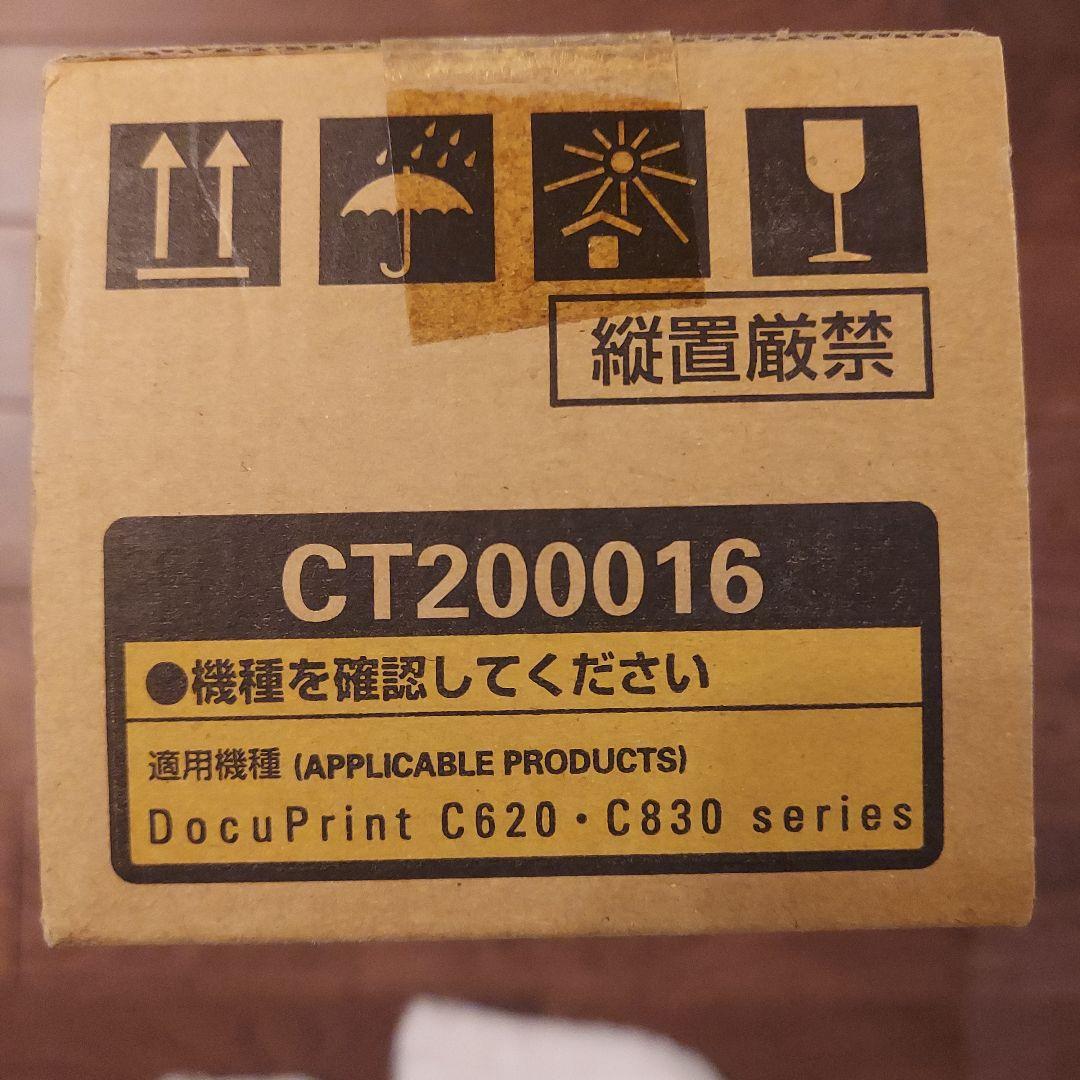 縦置厳禁
CT200016
●機種を確認してください
適用機種 (APPLICABLE PRODUCTS)
DocuPrint C620・C830 series